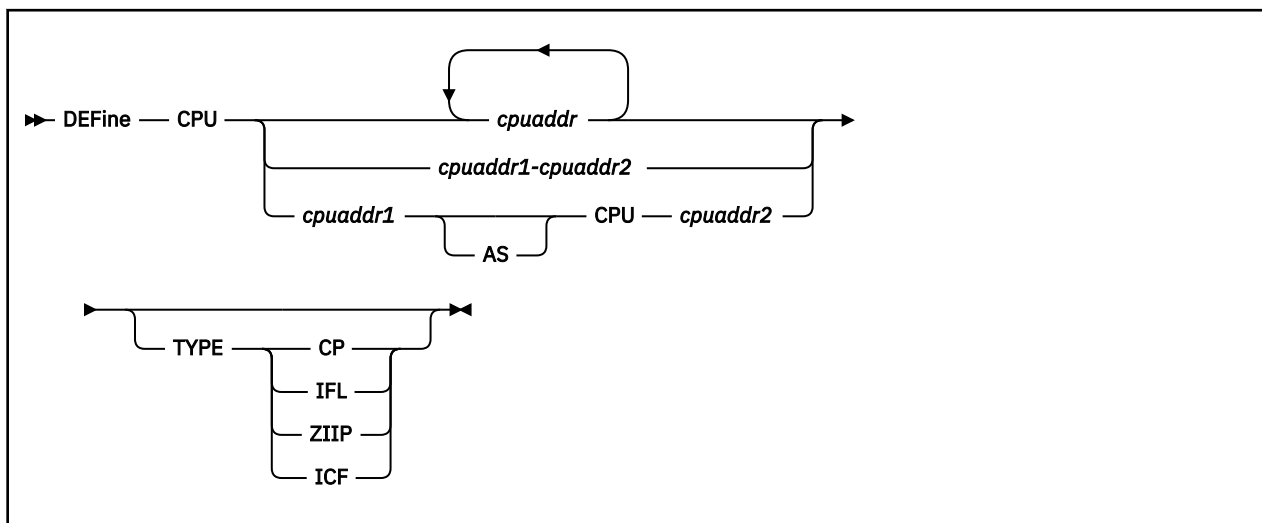 DEFine CPU cpuaddr
cpuaddr1-cpuaddr2
cpuaddr1 CPU cpuaddr2
AS
TYPE CP
IFL
ZIIP
ICF